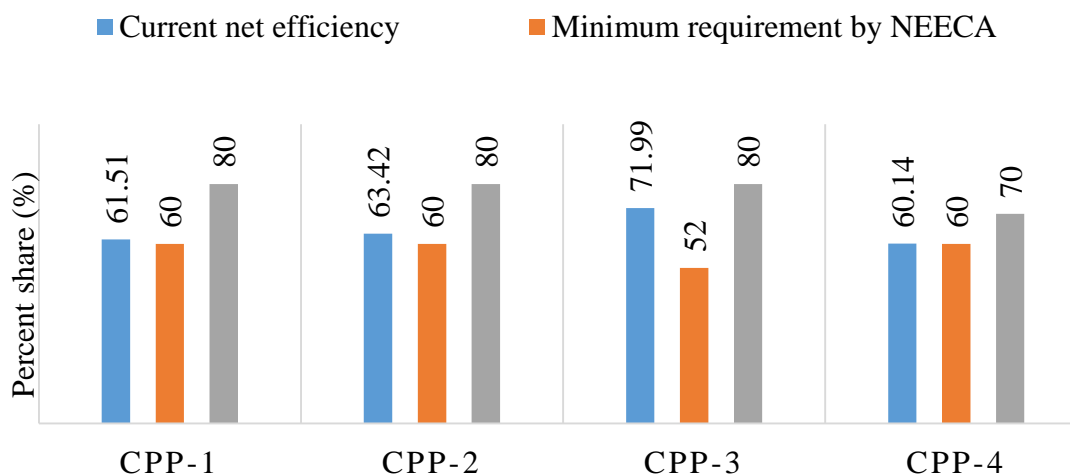 Current net efficiency Minimum requirement by NEECA
Percent share (%)
61.51 60 80 63.42 60 80 71.99 52 80 60.14 60 70
CPP-1 CPP-2 CPP-3 CPP-4